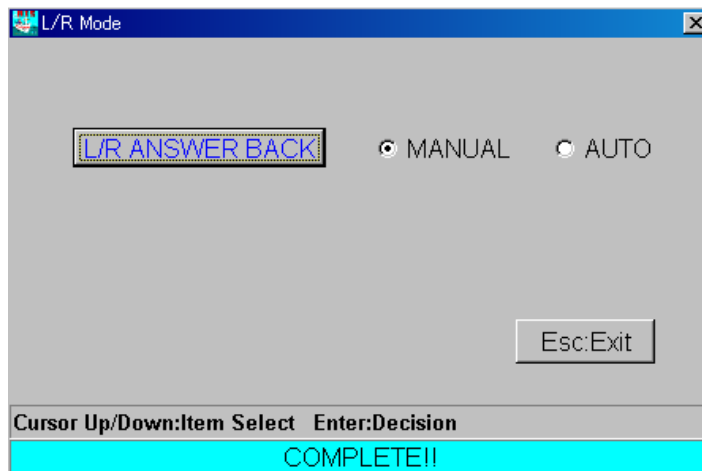 L/R Mode
L/R ANSWER BACK MANUAL AUTO
Esc:Exit
Cursor Up/Down:Item Select Enter:Decision
COMPLETE!!